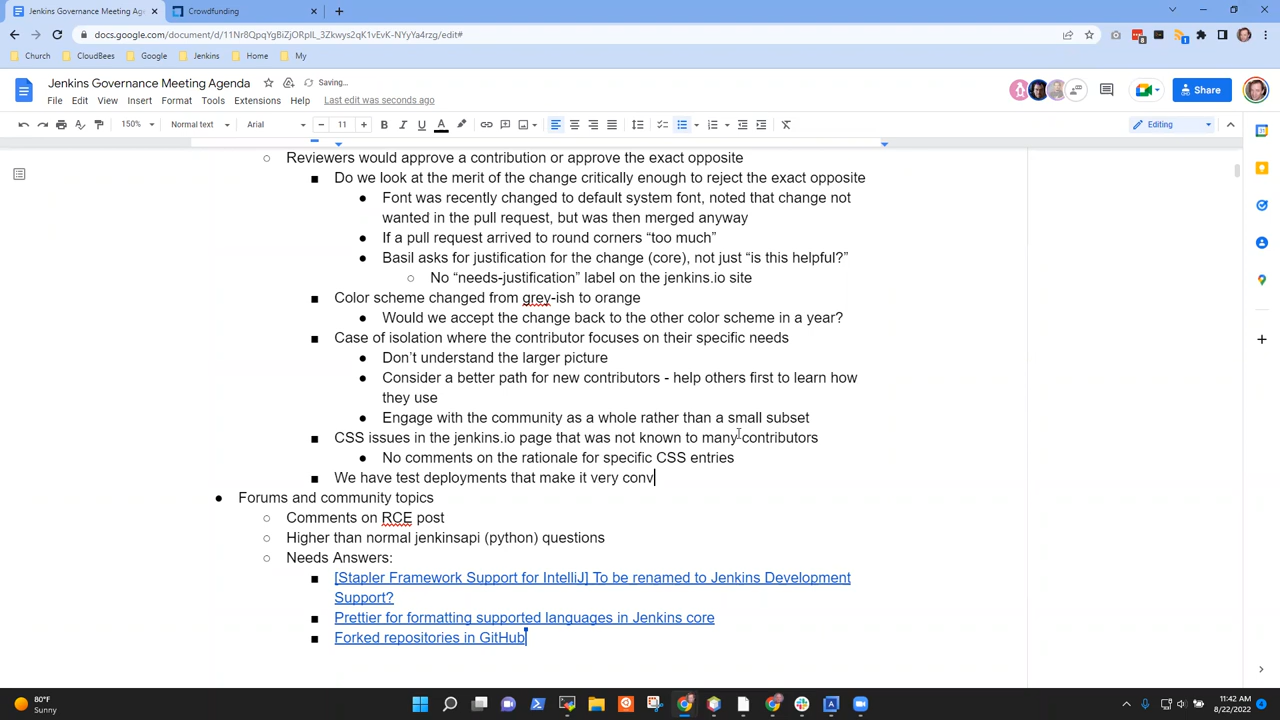 Jenkins Governance Meeting Age
Crowdfunding
docs.google.com/document/d/11Nr8QpqYgBiZjORpIL_3Zkwys2qK1vEvK-NYyYa4rzg/edit#
Church CloudBees Google Jenkins Home My
Jenkins Governance Meeting Agenda Saving...
File Edit View Insert Format Tools Extensions Help Last edit was seconds ago
Share
150% Normal text Arial 11 Editing
Reviewers would approve a contribution or approve the exact opposite
Do we look at the merit of the change critically enough to reject the exact opposite
Font was recently changed to default system font, noted that change not
wanted in the pull request, but was then merged anyway
If a pull request arrived to round corners “too much”
Basil asks for justification for the change (core), not just “is this helpful?”
No “needs-justification” label on the jenkins.io site
Color scheme changed from grey-ish to orange
Would we accept the change back to the other color scheme in a year?
Case of isolation where the contributor focuses on their specific needs
Don’t understand the larger picture
Consider a better path for new contributors - help others first to learn how
they use
Engage with the community as a whole rather than a small subset
CSS issues in the jenkins.io page that was not known to many contributors
No comments on the rationale for specific CSS entries
We have test deployments that make it very conv
Forums and community topics
Comments on RCE post
Higher than normal jenkinsapi (python) questions
Needs Answers:
[Stapler Framework Support for IntelliJ] To be renamed to Jenkins Development
Support?
Prettier for formatting supported languages in Jenkins core
Forked repositories in GitHub
80°F
Sunny
11:42 AM
8/22/2022